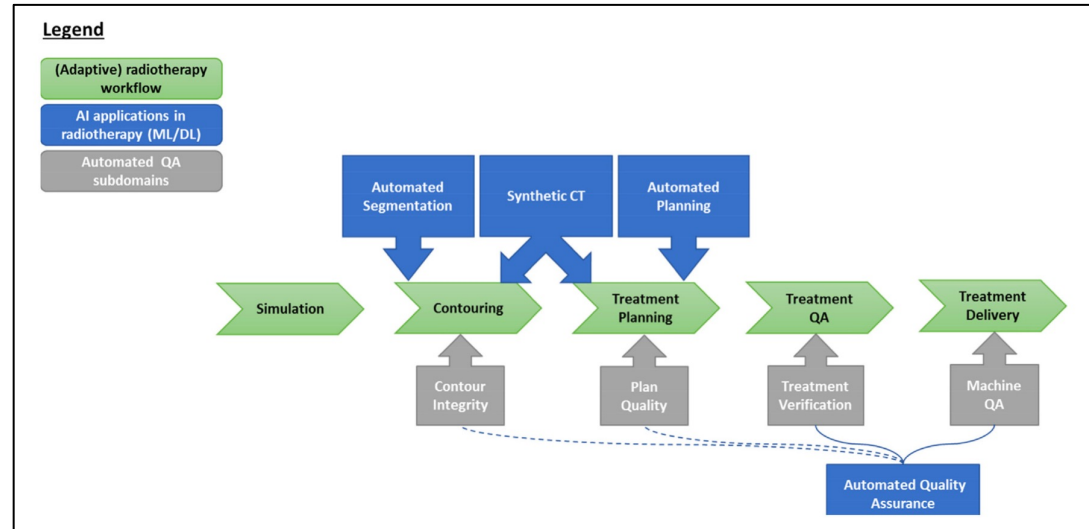 Legend
(Adaptive) radiotherapy
workflow
AI applications in
radiotherapy (ML/DL)
Automated QA
subdomains
Automated
Segmentation
Synthetic CT
Automated
Planning
Simulation
Contouring
Treatment
Planning
Treatment
QA
Treatment
Delivery
Contour
Integrity
Plan
Quality
Treatment
Verification
Machine
QA
Automated Quality
Assurance